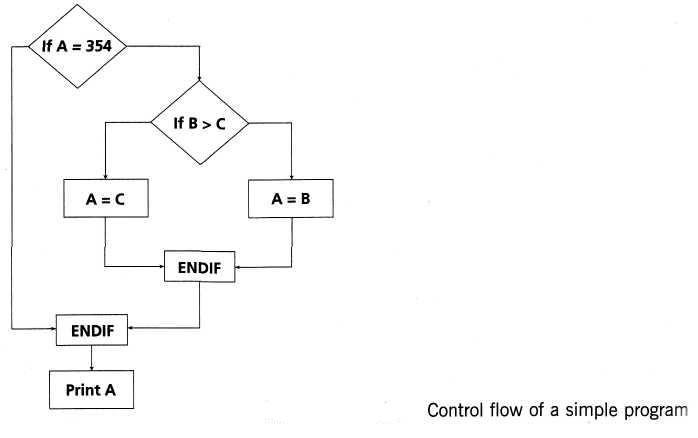 If A = 354
If B > C
A = C
A = B
ENDIF
ENDIF
Print A
Control flow of a simple program